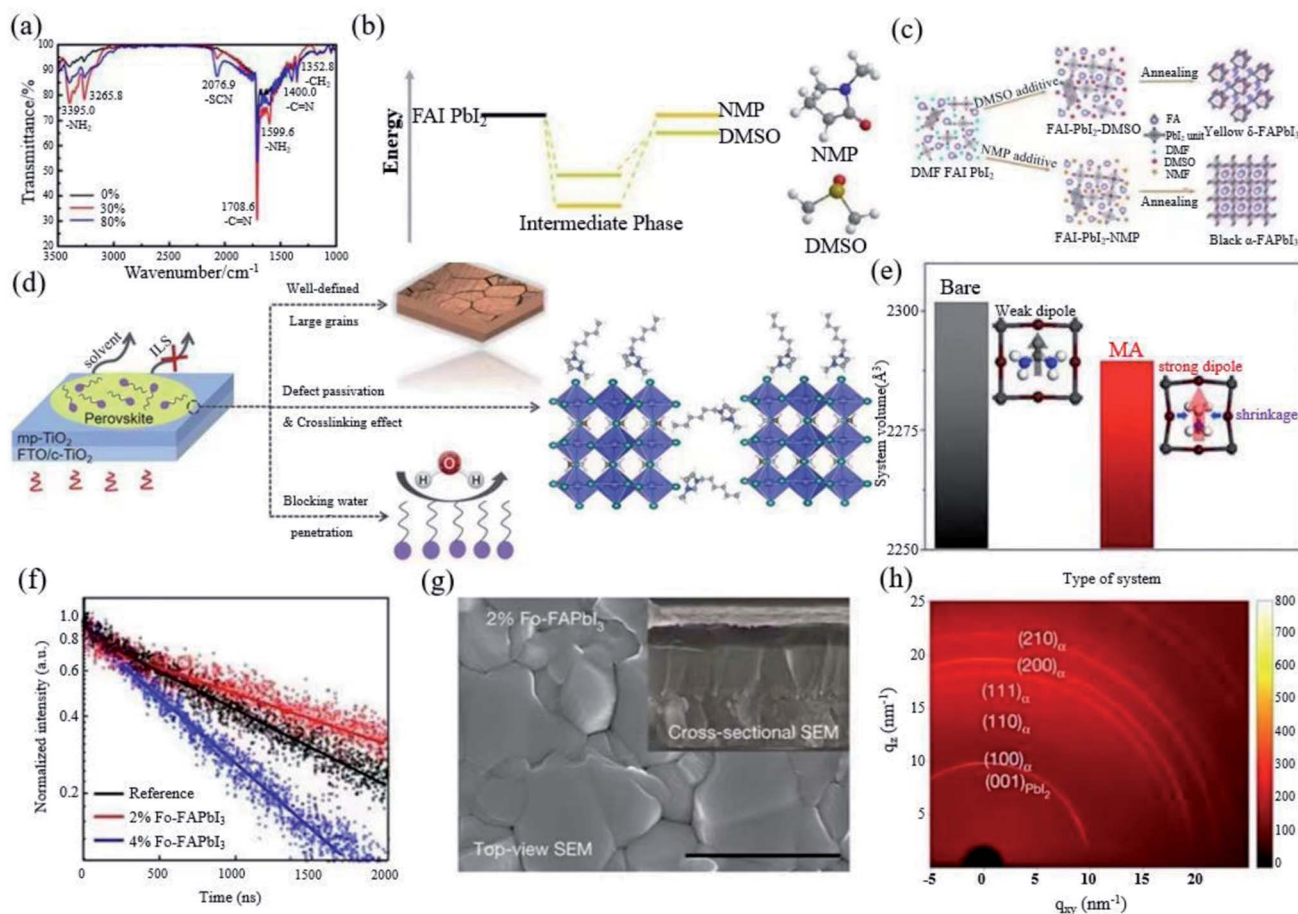 (a)
Transmittance/%
100
90
80
70
60
50
40
30
20
3395.0
-NH₂
3265.8
2076.9
-SCN
1708.6
-C=N
1599.6
-NH₂
1400.0
-C=N
1352.8
-CH₂
0%
30%
80%
3500 3000 2500 2000 1500 1000
Wavenumber/cm⁻¹
(b)
Energy
FAI PbI₂
NMP
DMSO
Intermediate Phase
NMP
DMSO
(c)
DMF FAI PbI₂
DMSO additive
NMP additive
FAI-PbI₂-DMSO
FAI-PbI₂-NMP
Annealing
Annealing
FA
PbI₂ unit
DMF
DMSO
NMF
Yellow δ-FAPbI₃
Black α-FAPbI₃
(d)
solvent
ILS
Perovskite
mp-TiO₂
FTO/c-TiO₂
Well-defined
Large grains
Defect passivation
& Crosslinking effect
Blocking water
penetration
H O H
(e)
System volume(Å³)
2300
2275
2250
Bare
Weak dipole
MA
strong dipole
shrinkage
Type of system
(f)
Normalized intensity (a.u.)
1.0
0.8
0.6
0.4
0.2
Reference
2% Fo-FAPbI₃
4% Fo-FAPbI₃
0 500 1000 1500 2000
Time (ns)
(g)
2% Fo-FAPbI₃
Cross-sectional SEM
Top-view SEM
(h)
q_z (nm⁻¹)
25
20
15
10
5
(210)α
(200)α
(111)α
(110)α
(100)α
(001)PbI₂
-5 0 5 10 15 20
q_xy (nm⁻¹)
800
700
600
500
400
300
200
100
0